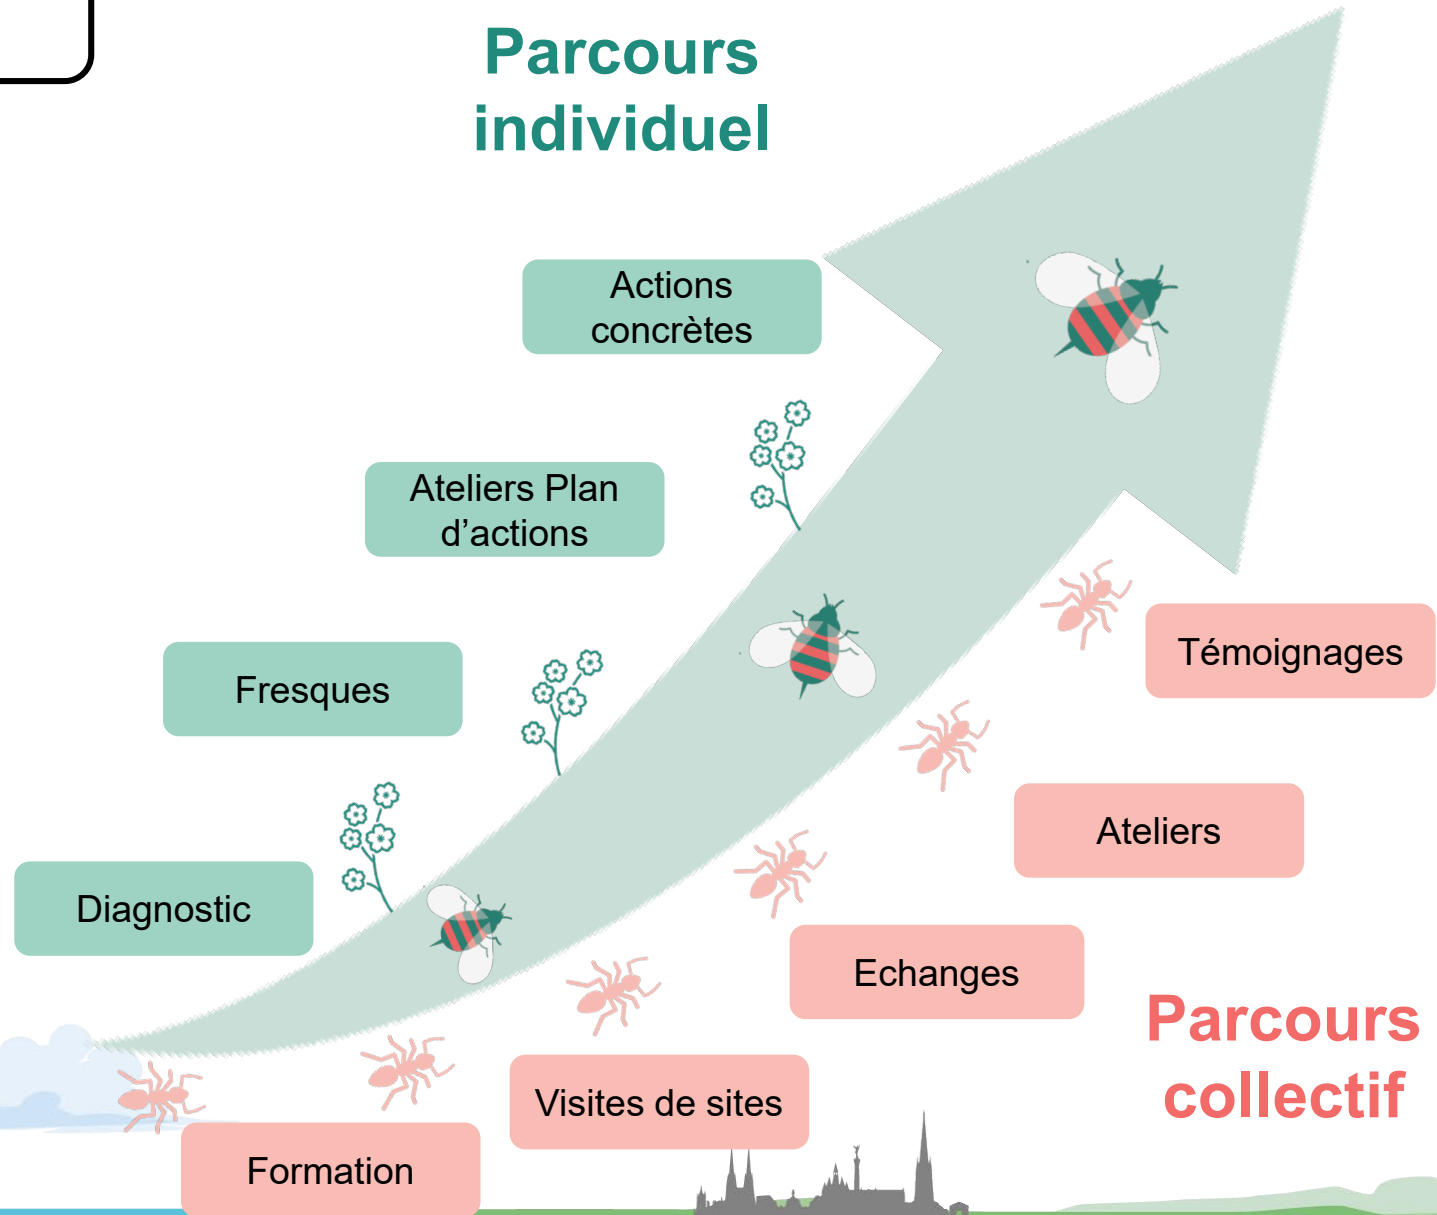 Parcours
individuel
Actions
concrètes
Ateliers Plan
d’actions
Fresques
Diagnostic
Témoignages
Ateliers
Echanges
Visites de sites
Formation
Parcours
collectif